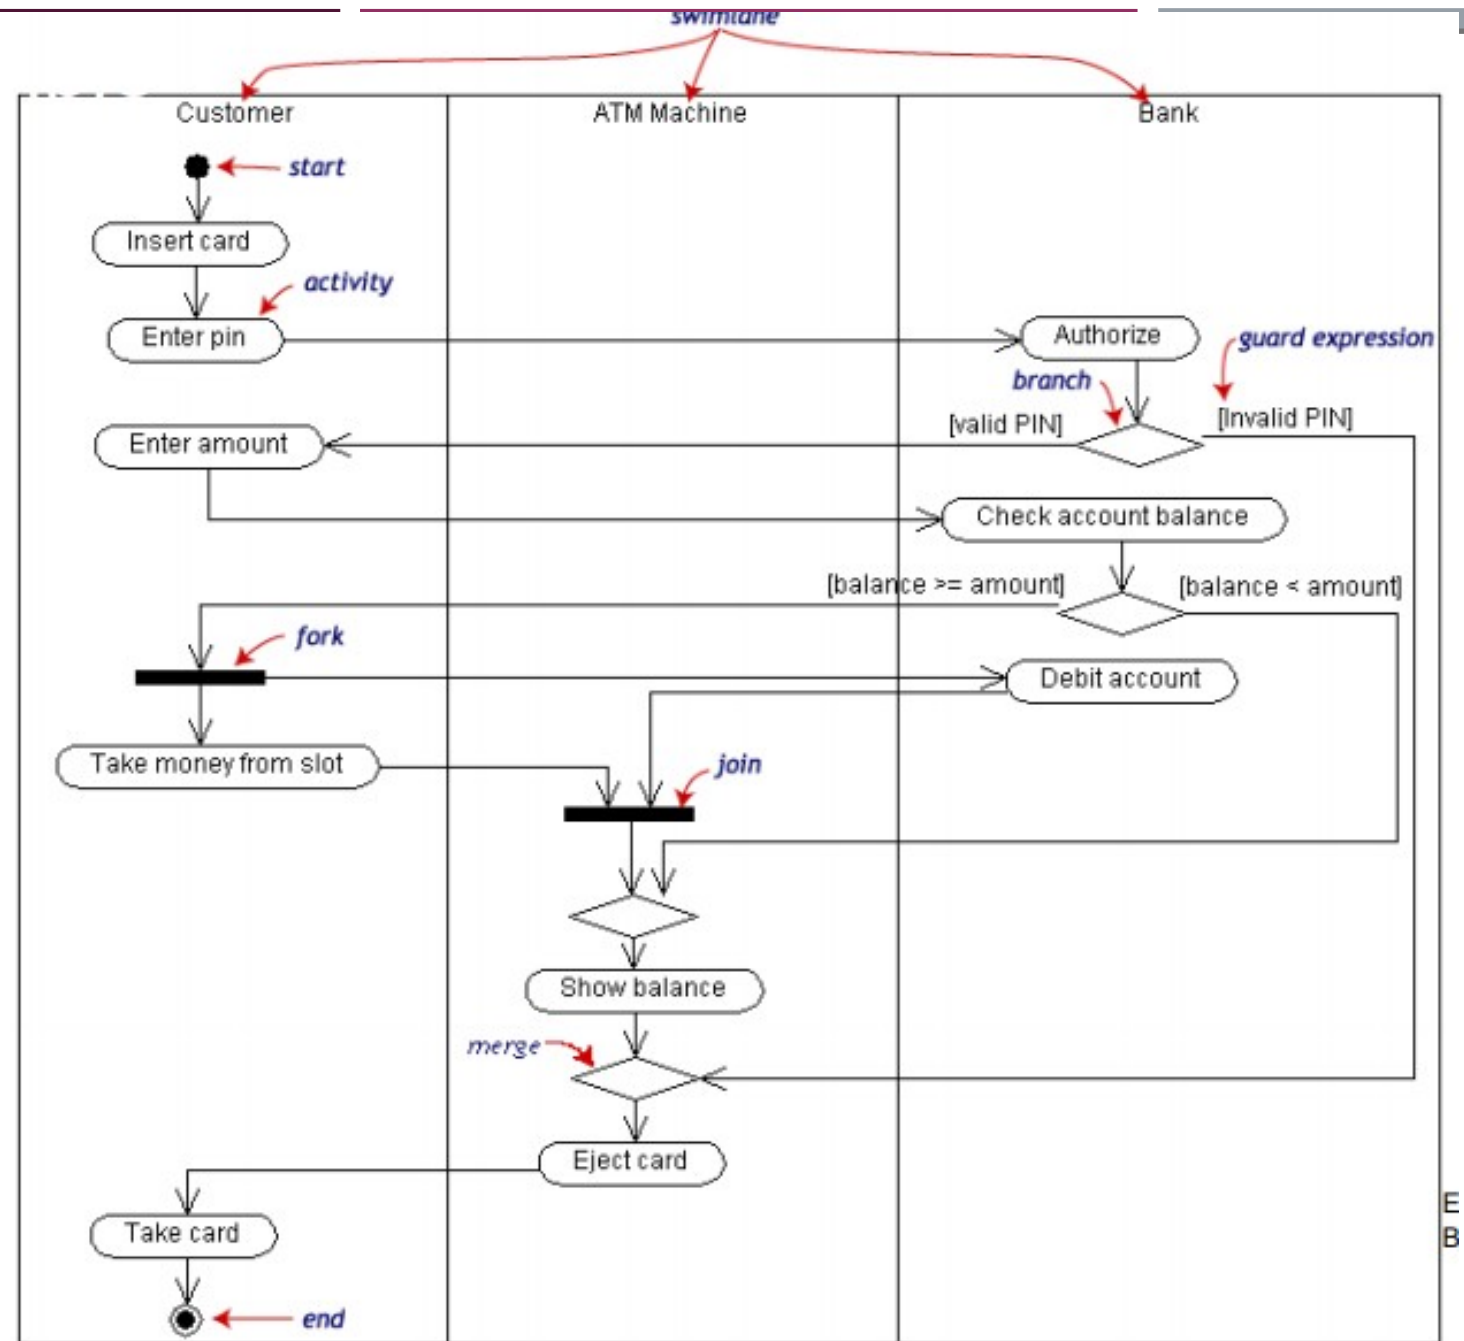 swimlane
Customer
ATM Machine
Bank
start
Insert card
activity
Enter pin
Authorize
guard expression
branch
[valid PIN]
[Invalid PIN]
Enter amount
Check account balance
[balance >= amount]
[balance < amount]
fork
Debit account
Take money from slot
join
Show balance
merge
Eject card
Take card
E
B
end